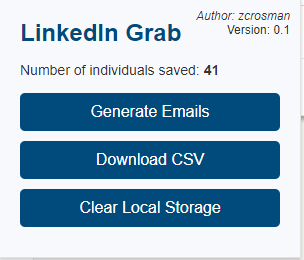 Author: zcrosman
LinkedIn Grab
Version: 0.1
Number of individuals saved: 41
Generate Emails
Download CSV
Clear Local Storage